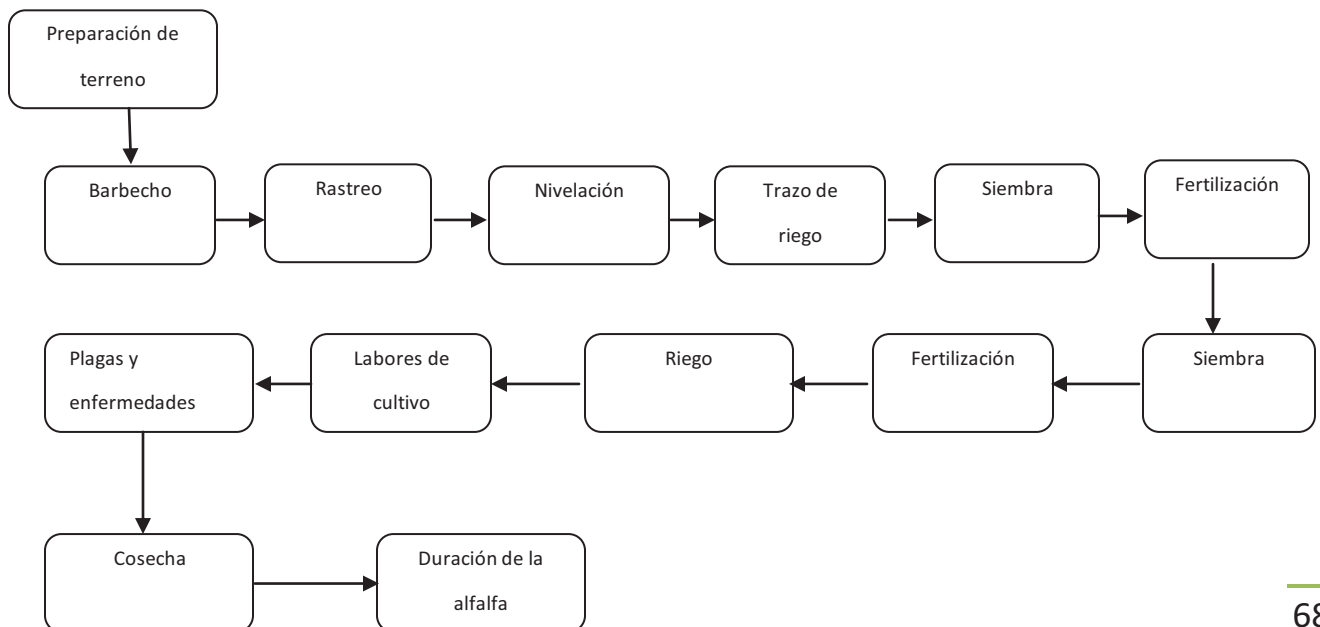 Preparación de
terreno
Barbecho
Rastreo
Nivelación
Trazo de
riego
Siembra
Fertilización
Siembra
Fertilización
Riego
Labores de
cultivo
Plagas y
enfermedades
Cosecha
Duración de la
alfalfa
68